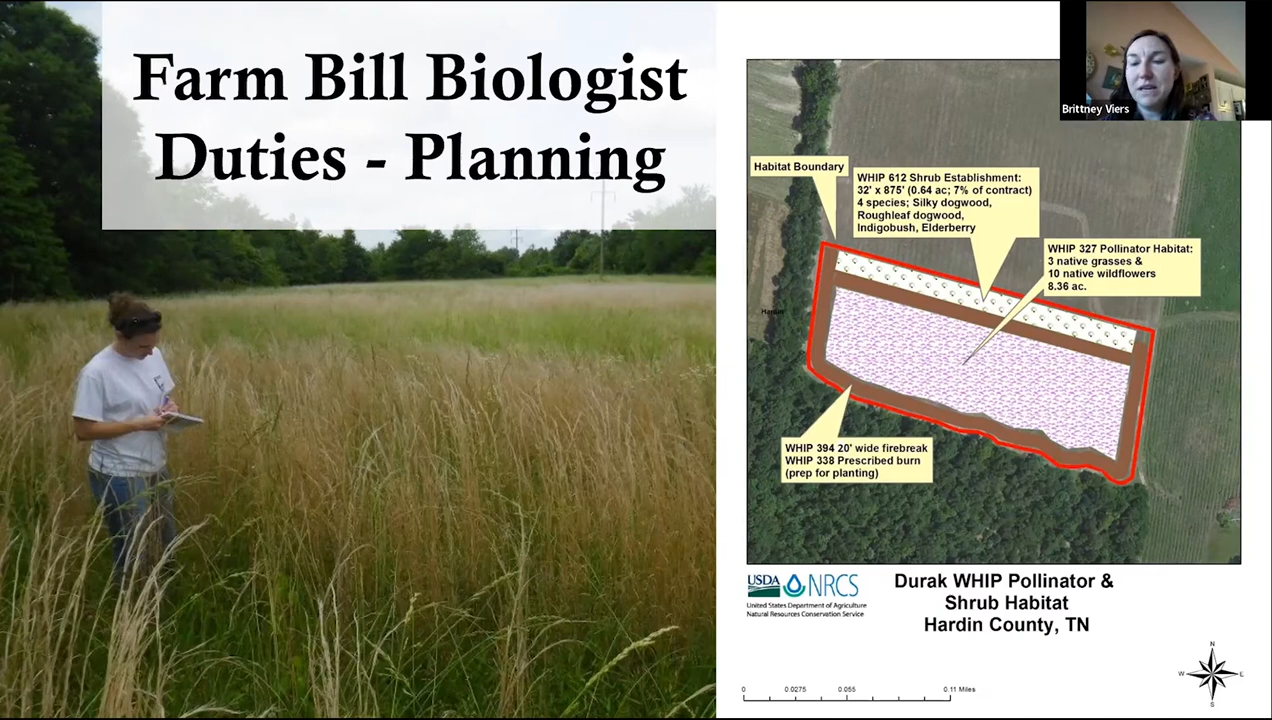 Farm Bill Biologist
Duties - Planning
Brittney Viers
Habitat Boundary
WHIP 612 Shrub Establishment:
32' x 875' (0.64 ac; 7% of contract)
4 species; Silky dogwood,
Roughleaf dogwood,
Indigobush, Elderberry
WHIP 327 Pollinator Habitat:
3 native grasses &
10 native wildflowers
8.36 ac.
WHIP 394 20' wide firebreak
WHIP 338 Prescribed burn
(prep for planting)
USDA NRCS
United States Department of Agriculture
Natural Resources Conservation Service
Durak WHIP Pollinator &
Shrub Habitat
Hardin County, TN
N
W E
S
0 0.0275 0.055 0.11 Miles